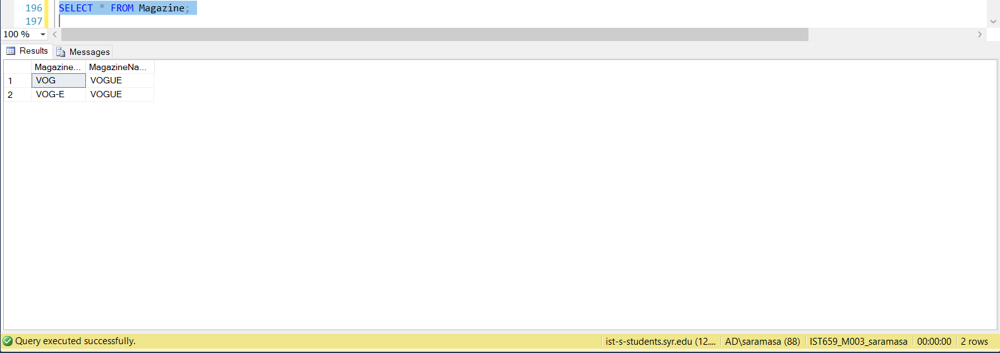 196 SELECT * FROM Magazine;
197
100 %
Results Messages
Magazine... MagazineNa...
1 VOG VOGUE
2 VOG-E VOGUE
Query executed successfully. ist-s-students.syr.edu (12.... AD\saramasa (88) IST659_M003_saramasa 00:00:00 2 rows